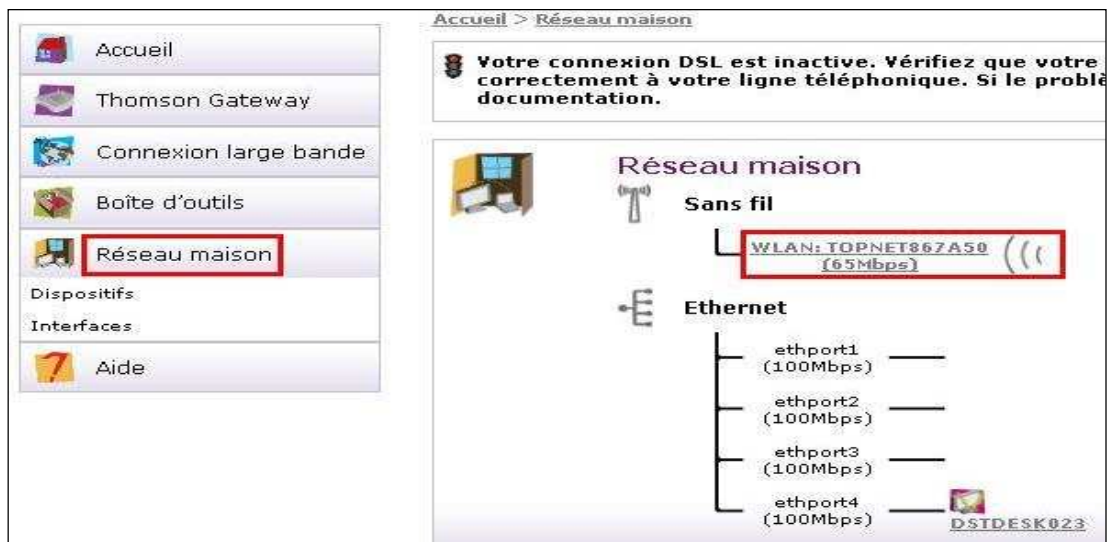 Accueil
Thomson Gateway
Connexion large bande
Boîte d'outils
Réseau maison
Dispositifs
Interfaces
Aide
Accueil > Réseau maison
Votre connexion DSL est inactive. Vérifiez que votre
correctement à votre ligne téléphonique. Si le problè
documentation.
Réseau maison
Sans fil
WLAN: TOPNET867A50
(65Mbps)
Ethernet
ethport1
(100Mbps)
ethport2
(100Mbps)
ethport3
(100Mbps)
ethport4
(100Mbps)
DSTDESK023